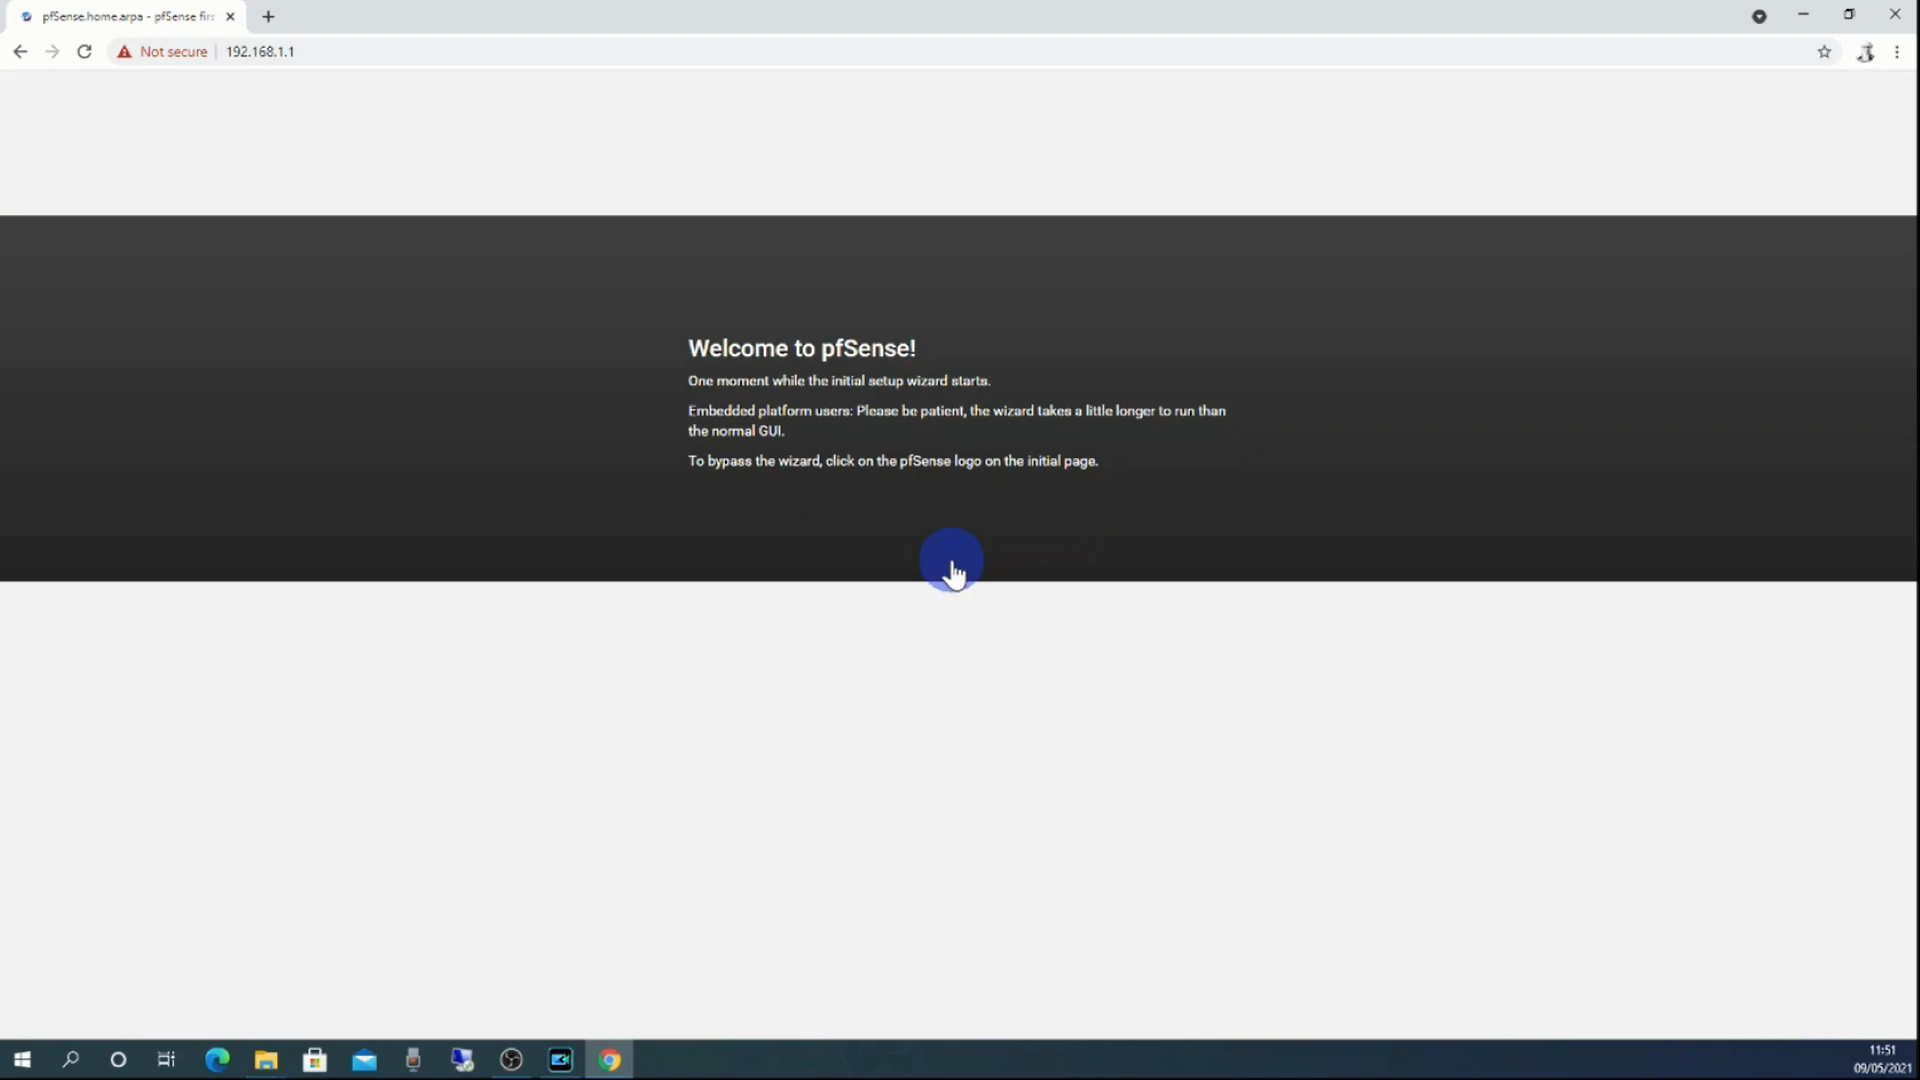 pfSense.home.arpa - pfSense firs
Not secure
192.168.1.1
Welcome to pfSense!
One moment while the initial setup wizard starts.
Embedded platform users: Please be patient, the wizard takes a little longer to run than
the normal GUI.
To bypass the wizard, click on the pfSense logo on the initial page.
11:51
09/05/2021